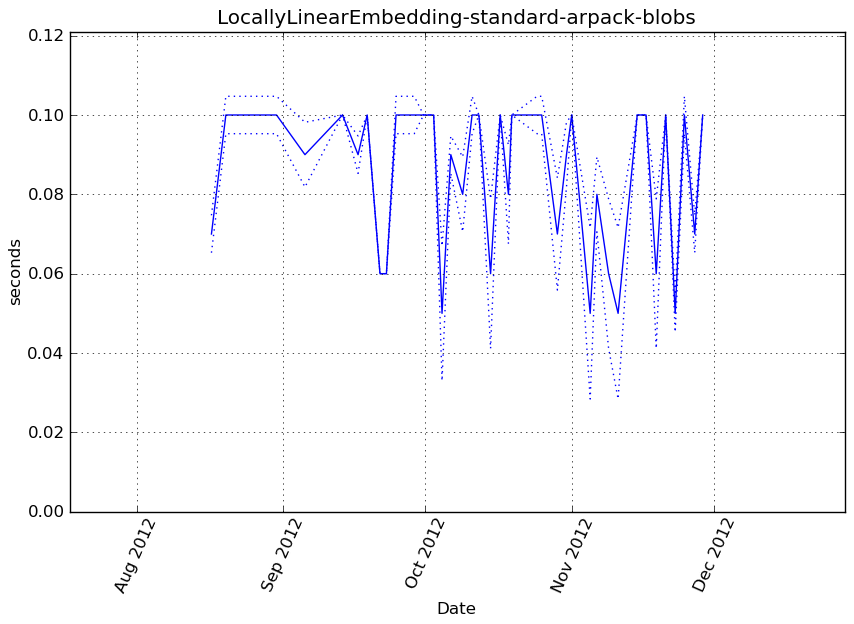 LocallyLinearEmbedding-standard-arpack-blobs
0.12
0.10
0.08
0.06
0.04
0.02
0.00
seconds
Aug 2012
Sep 2012
Oct 2012
Nov 2012
Dec 2012
Date